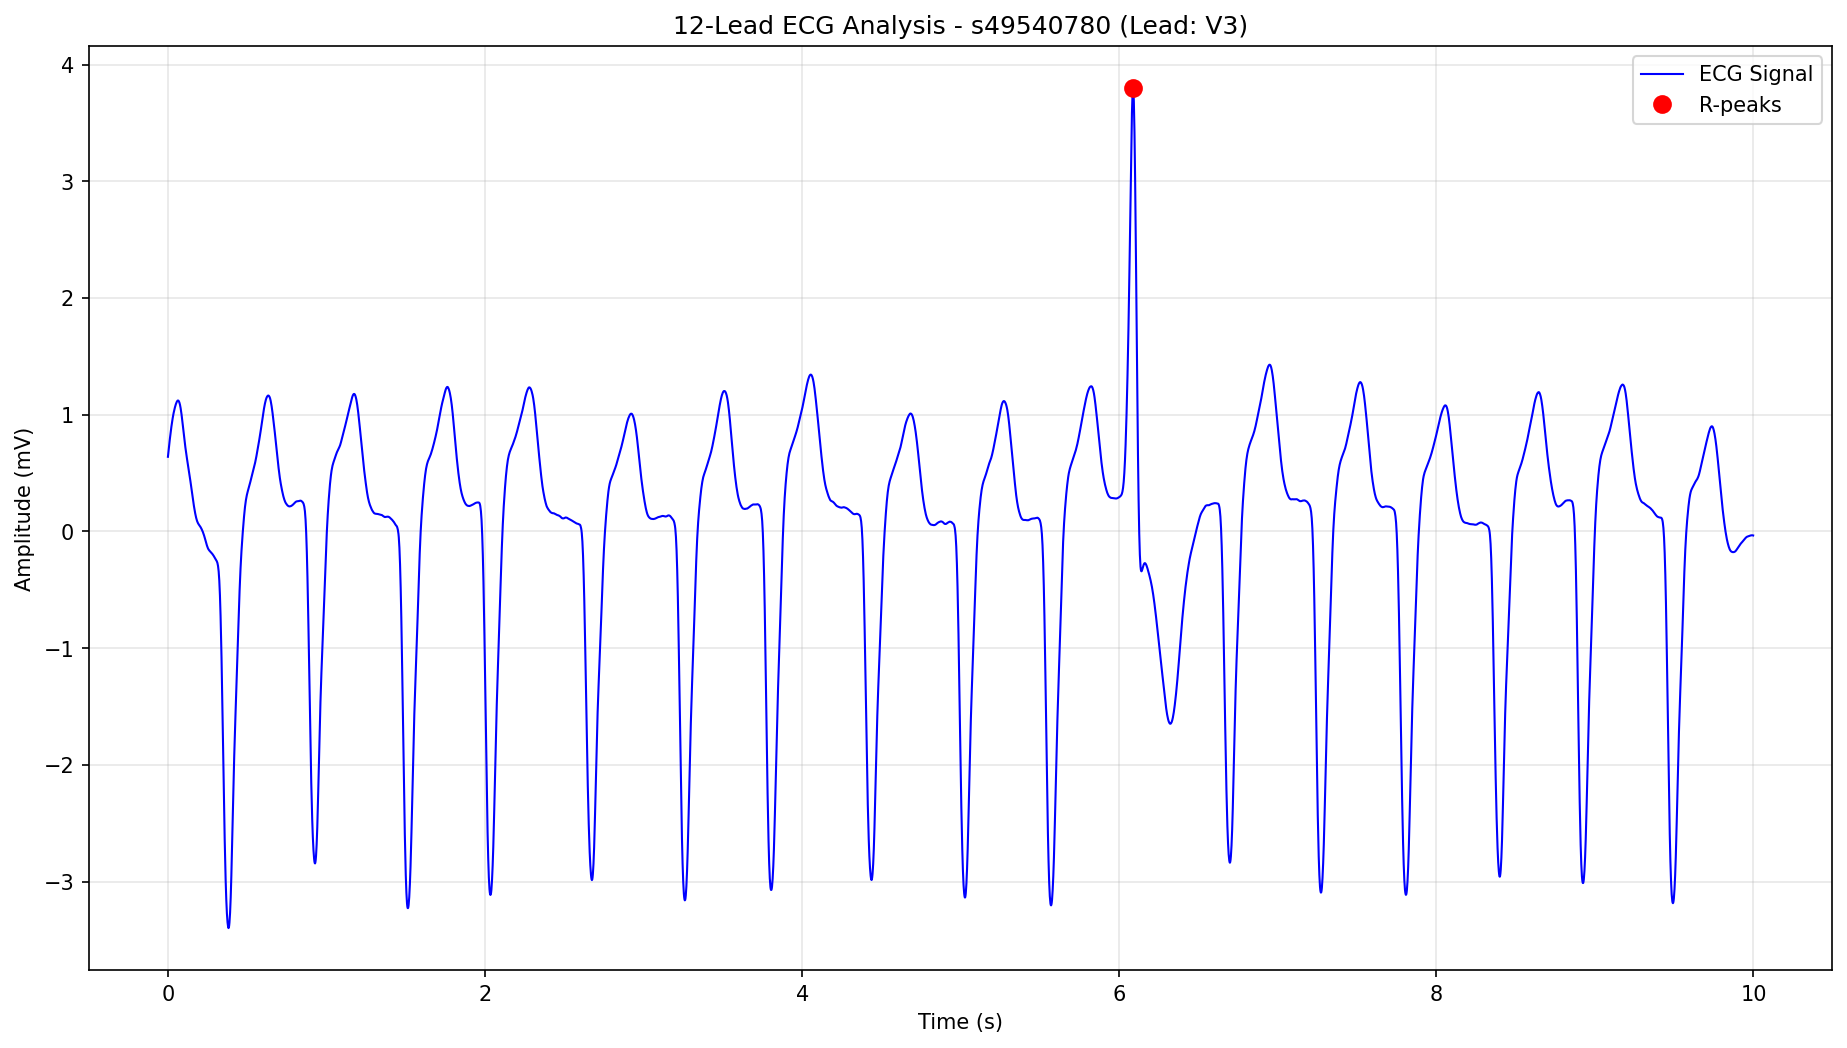 12-Lead ECG Analysis - s49540780 (Lead: V3)
ECG Signal
R-peaks
Amplitude (mV)
4
3
2
1
0
−1
−2
−3
0 2 4 6 8 10
Time (s)